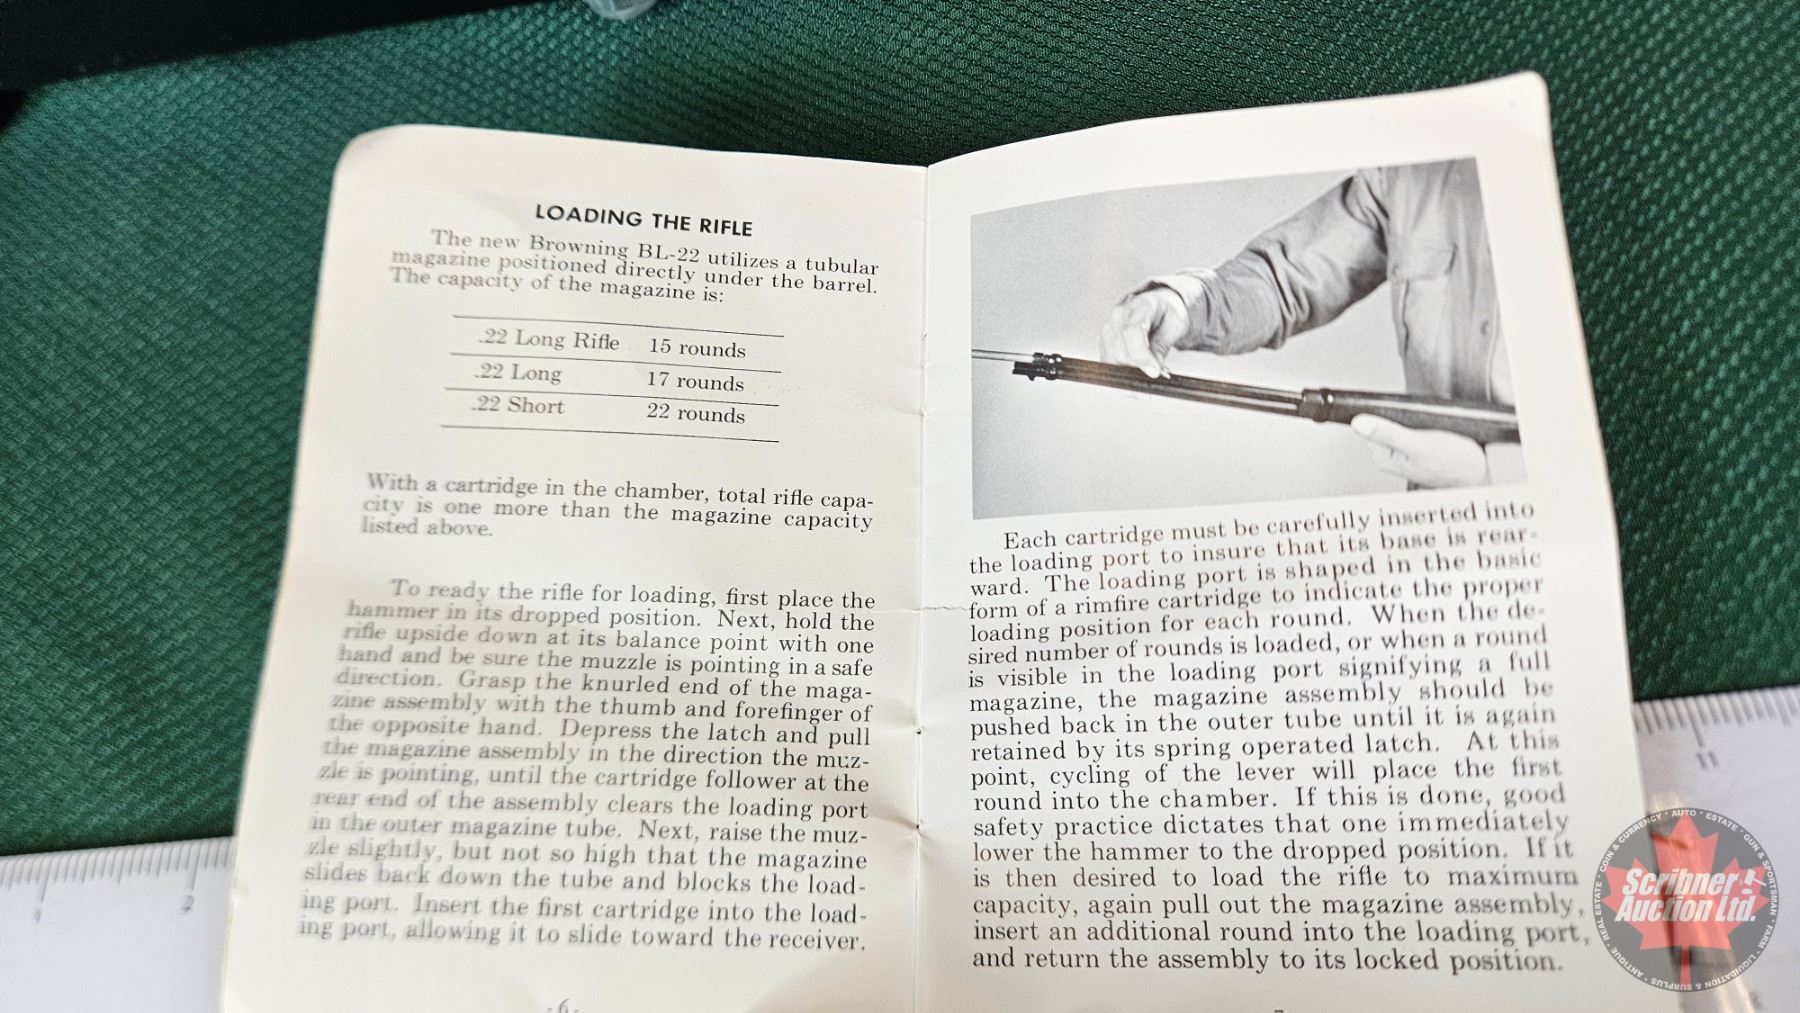 LOADING THE RIFLE
The new Browning BL-22 utilizes a tubular
magazine positioned directly under the barrel.
The capacity of the magazine is:
.22 Long Rifle 15 rounds
.22 Long 17 rounds
.22 Short 22 rounds
With a cartridge in the chamber, total rifle capa-
city is one more than the magazine capacity
listed above.
To ready the rifle for loading, first place the
hammer in its dropped position. Next, hold the
rifle upside down at its balance point with one
hand and be sure the muzzle is pointing in a safe
direction. Grasp the knurled end of the maga-
zine assembly with the thumb and forefinger of
the opposite hand. Depress the latch and pull
the magazine assembly in the direction the muz-
zle is pointing, until the cartridge follower at the
rear end of the assembly clears the loading port
in the outer magazine tube. Next, raise the muz-
zle slightly, but not so high that the magazine
slides back down the tube and blocks the load-
ing port. Insert the first cartridge into the load-
ing port, allowing it to slide toward the receiver.
-6-
Each cartridge must be carefully inserted into
the loading port to insure that its base is rear-
ward. The loading port is shaped in the basic
form of a rimfire cartridge to indicate the proper
loading position for each round. When the de-
sired number of rounds is loaded, or when a round
is visible in the loading port signifying a full
magazine, the magazine assembly should be
pushed back in the outer tube until it is again
retained by its spring operated latch. At this
point, cycling of the lever will place the first
round into the chamber. If this is done, good
safety practice dictates that one immediately
lower the hammer to the dropped position. If it
is then desired to load the rifle to maximum
capacity, again pull out the magazine assembly,
insert an additional round into the loading port,
and return the assembly to its locked position.
2
11
Scribner!
Auction Ltd.
REAL ESTATE • COIN & CURRENCY • AUTO • ESTATE • GUN & SPORTSMAN • FARM • LIQUIDATION & SURPLUS • ANTIQUE